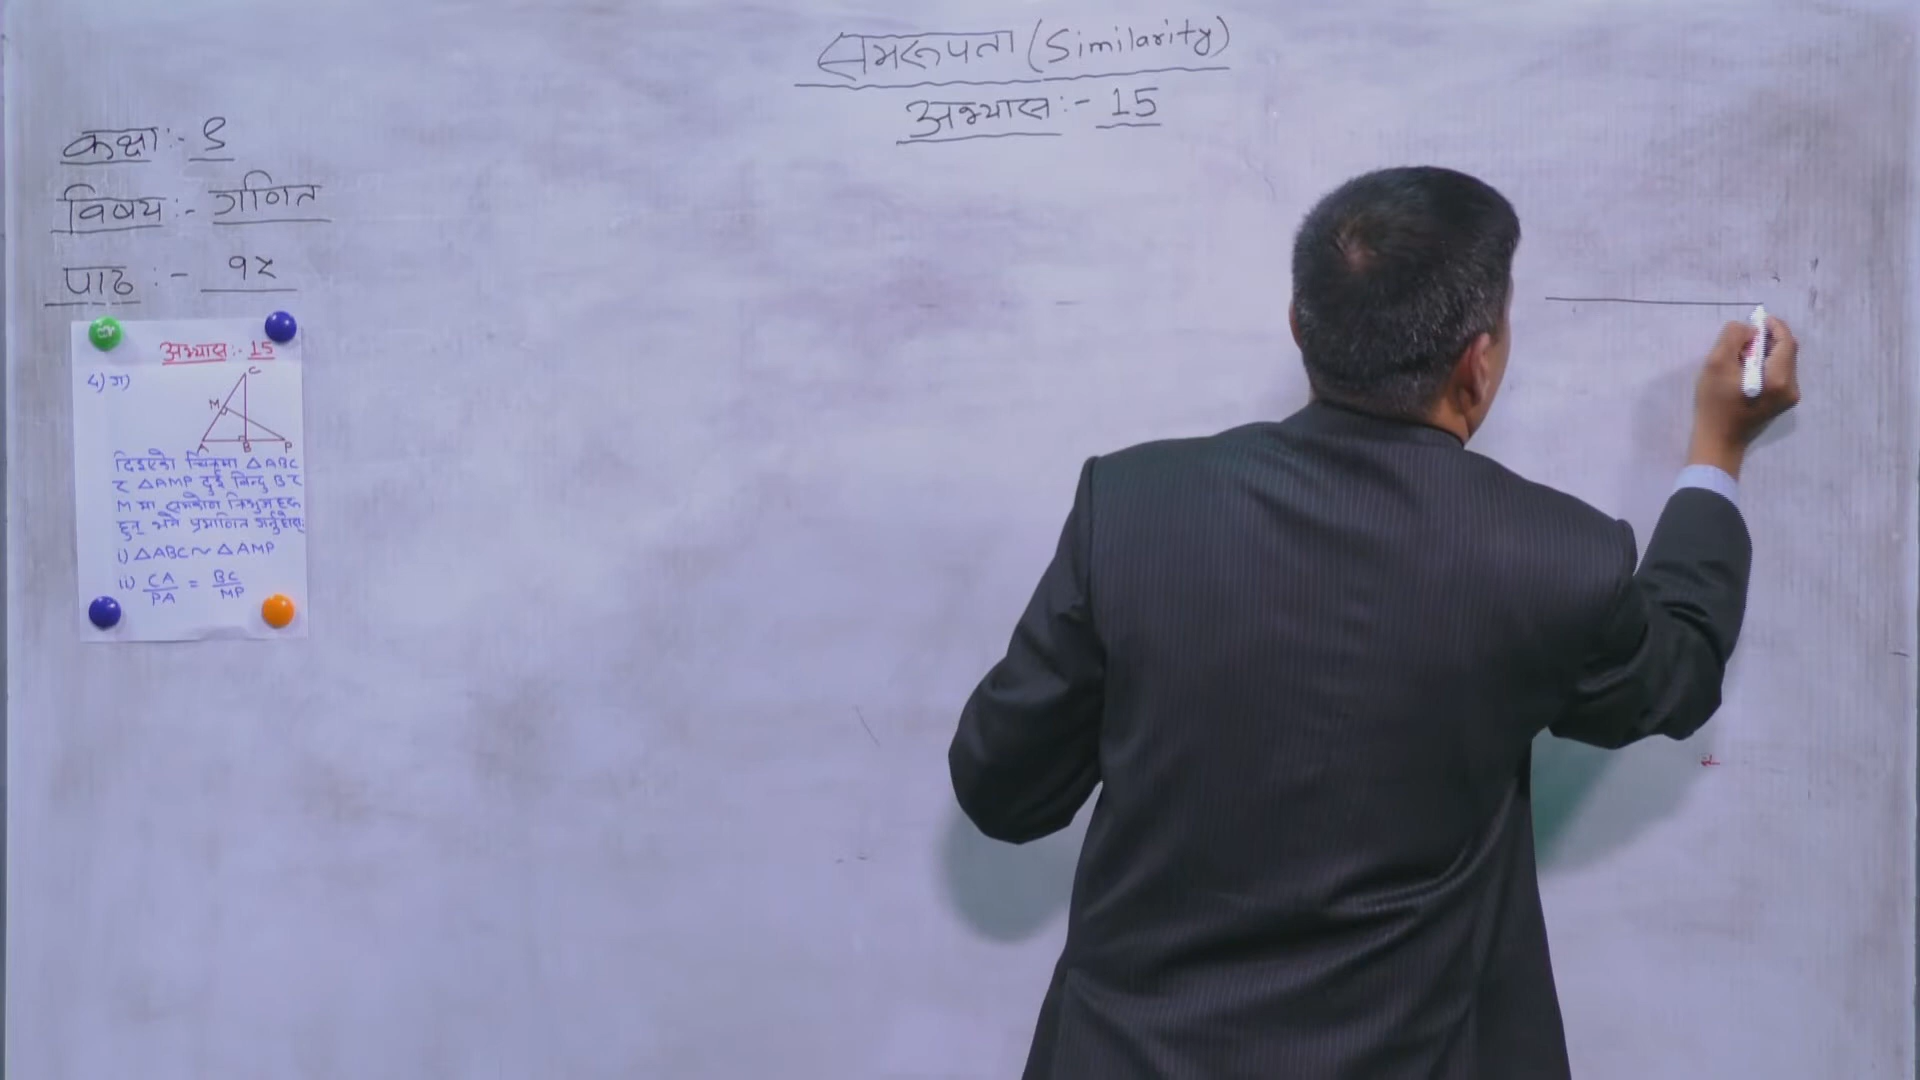 समरूपता (Similarity)
अभ्यास:- 15
कक्षा:- ९
विषय:- गणित
पाठ:- १५
अभ्यास:- 15
5) ग)
C
M
A B P
दिइएको चित्रमा △ABC
र △AMP दुई बिन्दु B र
M मा समकोण त्रिभुजहरू
हुन् भने प्रमाणित गर्नुहोस्:
i) △ABC ~ △AMP
ii) CA/PA = BC/MP